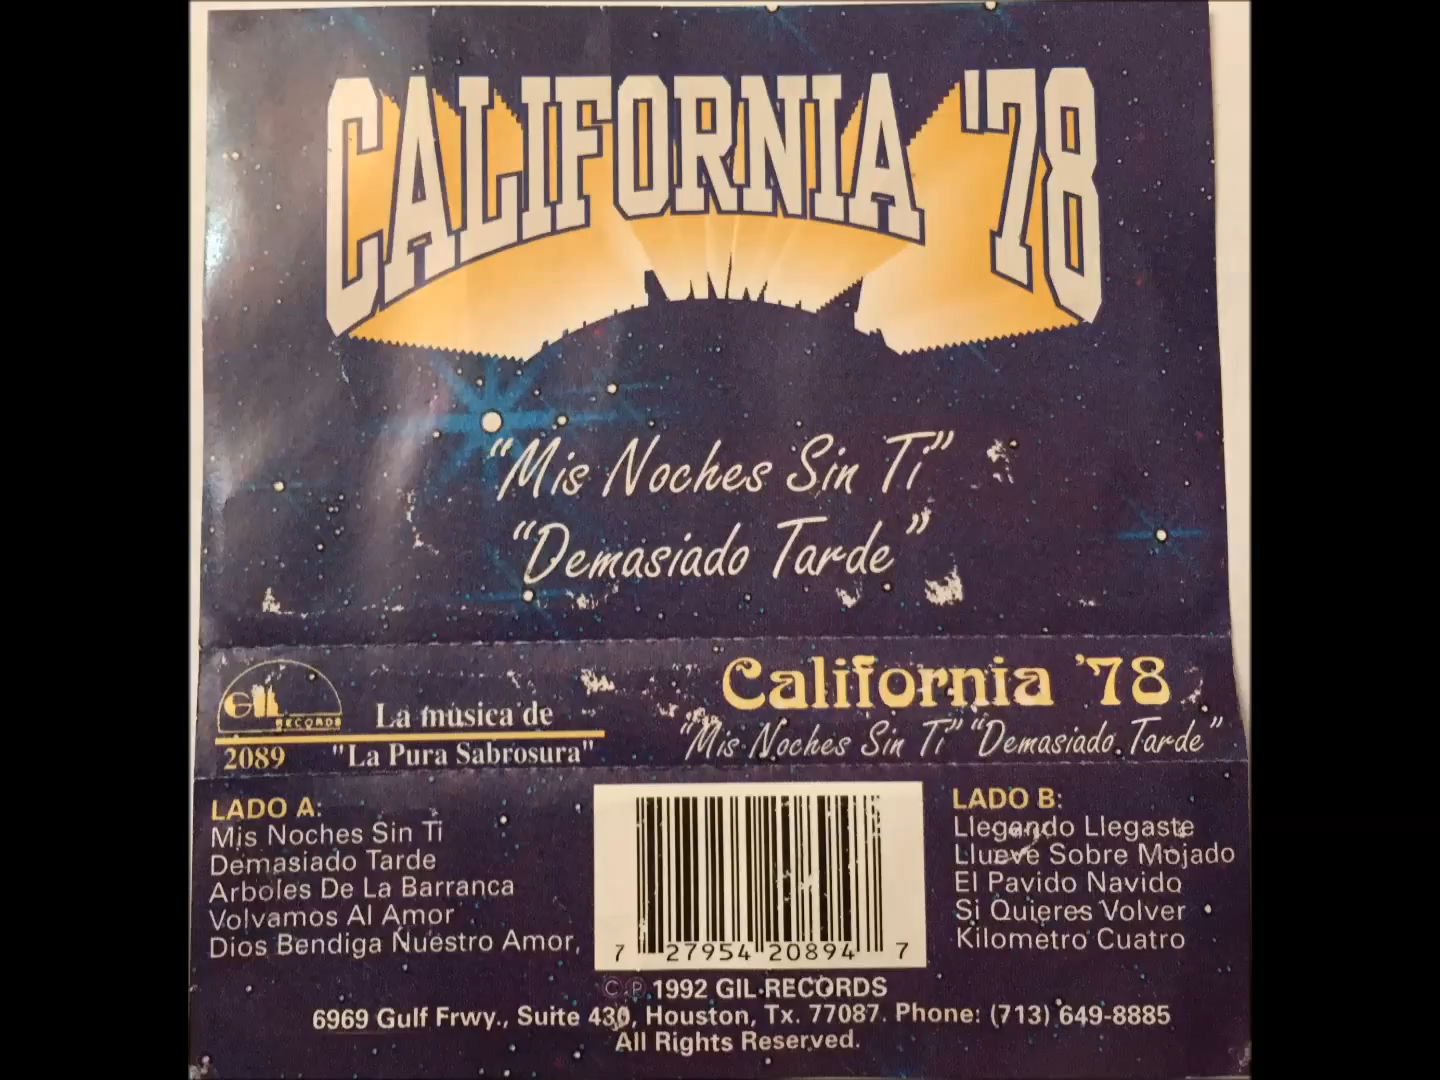 CALIFORNIA '78
"Mis Noches Sin Ti"
"Demasiado Tarde"
GIL
RECORDS
La musica de
2089
"La Pura Sabrosura"
California '78
"Mis Noches Sin Ti" "Demasiado Tarde"
LADO A:
Mis Noches Sin Ti
Demasiado Tarde
Arboles De La Barranca
Volvamos Al Amor
Dios Bendiga Nuestro Amor,
7 27954 20894 7
LADO B:
Llegando Llegaste
Llueve Sobre Mojado
El Pavido Navido
Si Quieres Volver
Kilometro Cuatro
© ℗ 1992 GIL RECORDS
6969 Gulf Frwy., Suite 430, Houston, Tx. 77087. Phone: (713) 649-8885
All Rights Reserved.